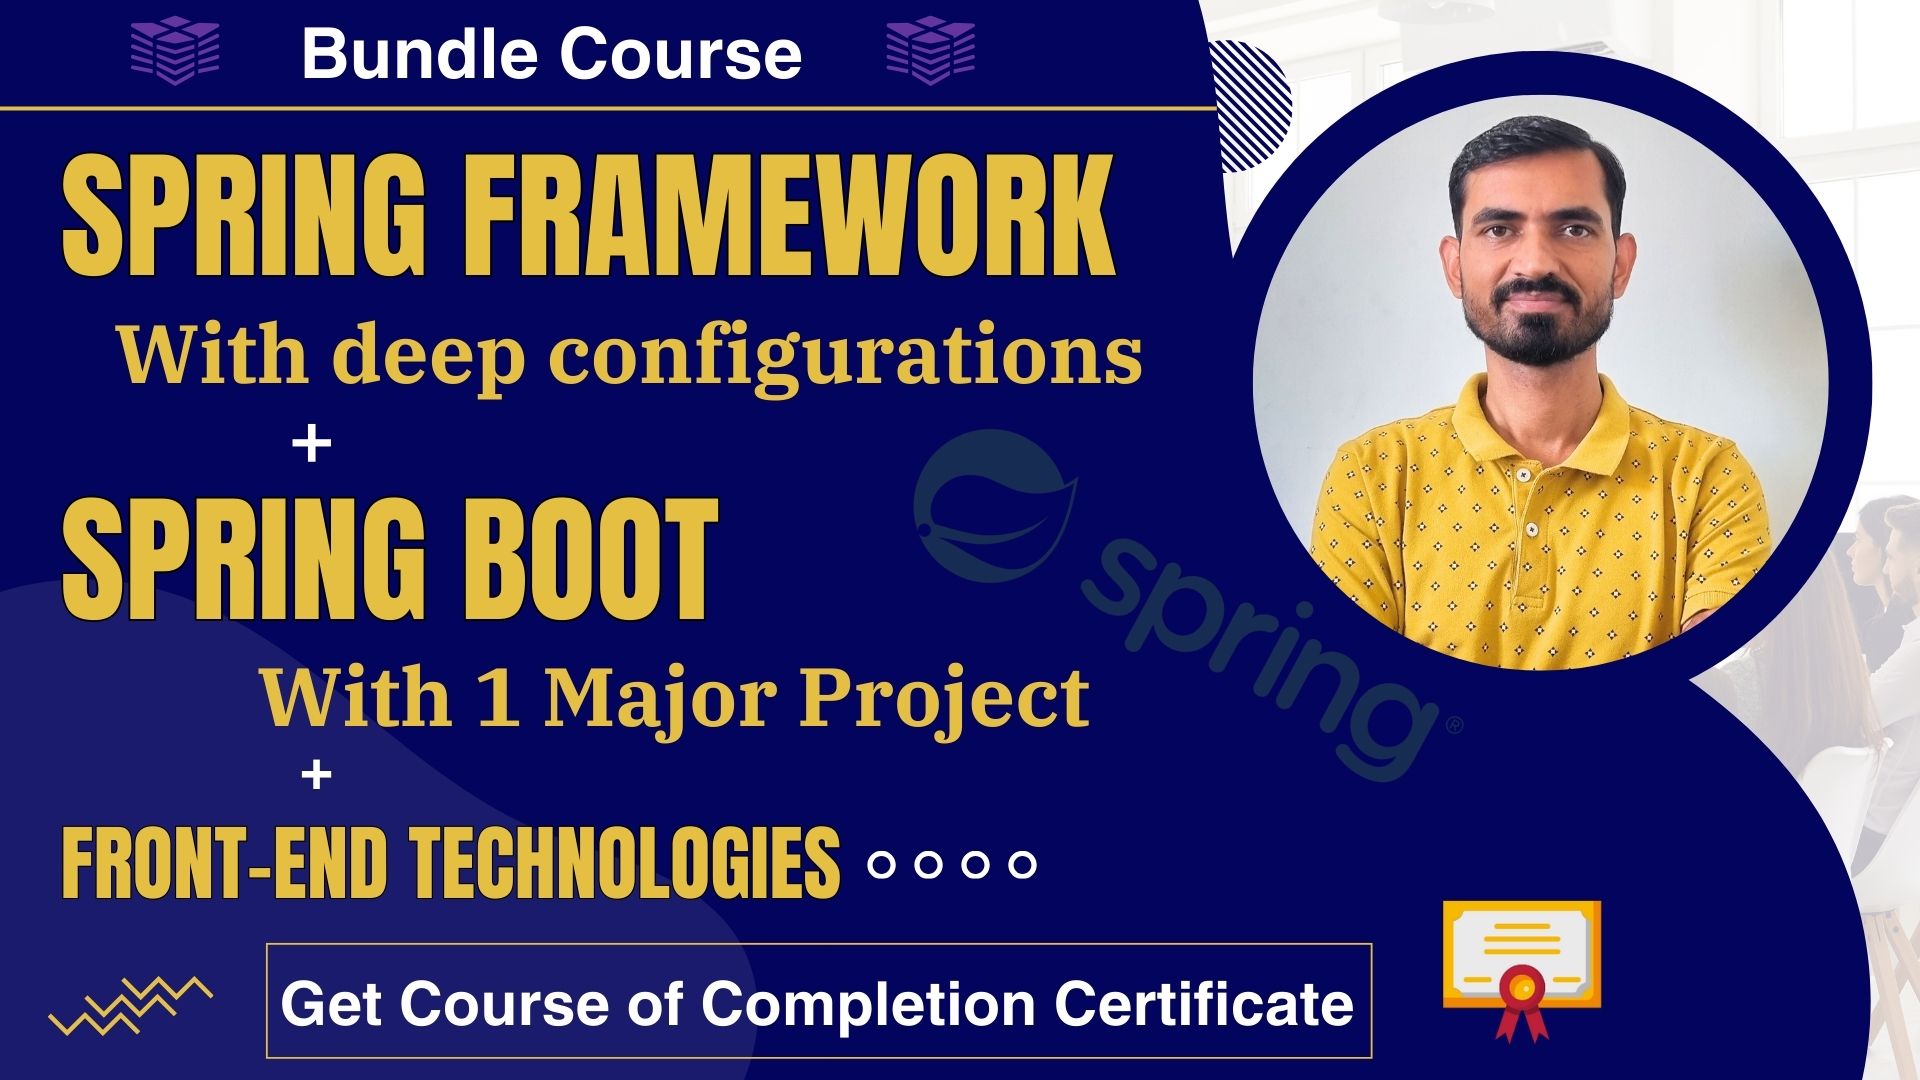 Bundle Course
SPRING FRAMEWORK
With deep configurations
+
SPRING BOOT
spring®
With 1 Major Project
+
FRONT-END TECHNOLOGIES
Get Course of Completion Certificate